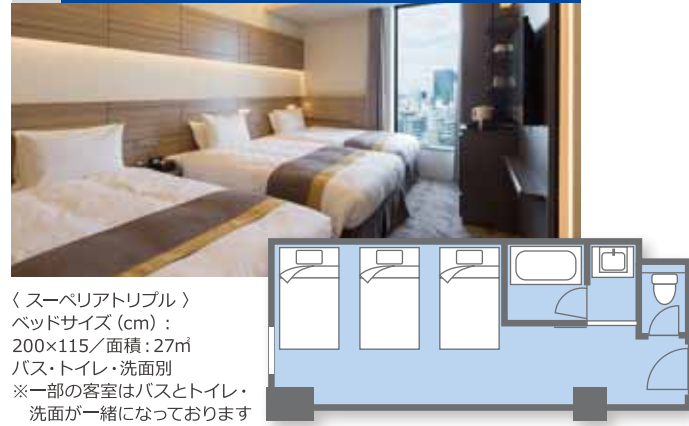 〈 スーペリアトリプル 〉
ベッドサイズ（cm）：
200×115／面積：27㎡
バス・トイレ・洗面別
※一部の客室はバスとトイレ・
洗面が一緒になっております